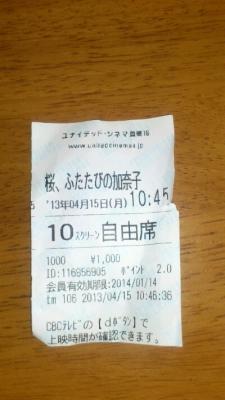 ユナイテッド・シネマ豊橋18
www.unitedcinemas.jp
桜、ふたたびの加奈子
'13年04月15日(月) 10:45
10スクリーン 自由席
1000 ¥1,000
ID:116956905 ポイント 2.0
会員有効期限:2014/01/14
tm 106 2013/04/15 10:46:36
CBCテレビの【dボタン】で
上映時間が確認できます。